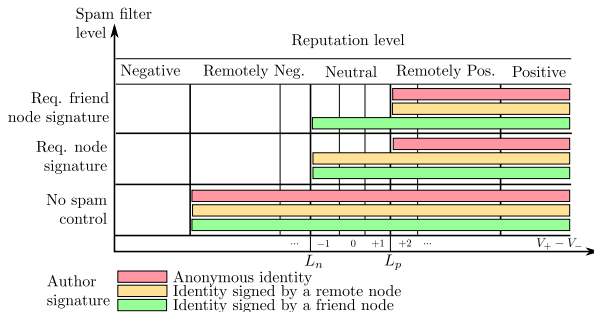 Spam filter
level
Reputation level
Negative Remotely Neg. Neutral Remotely Pos. Positive
Req. friend
node signature
Req. node
signature
No spam
control
... −1 0 +1 +2 ... V₊ − V₋
Lₙ Lₚ
Author
signature
Anonymous identity
Identity signed by a remote node
Identity signed by a friend node